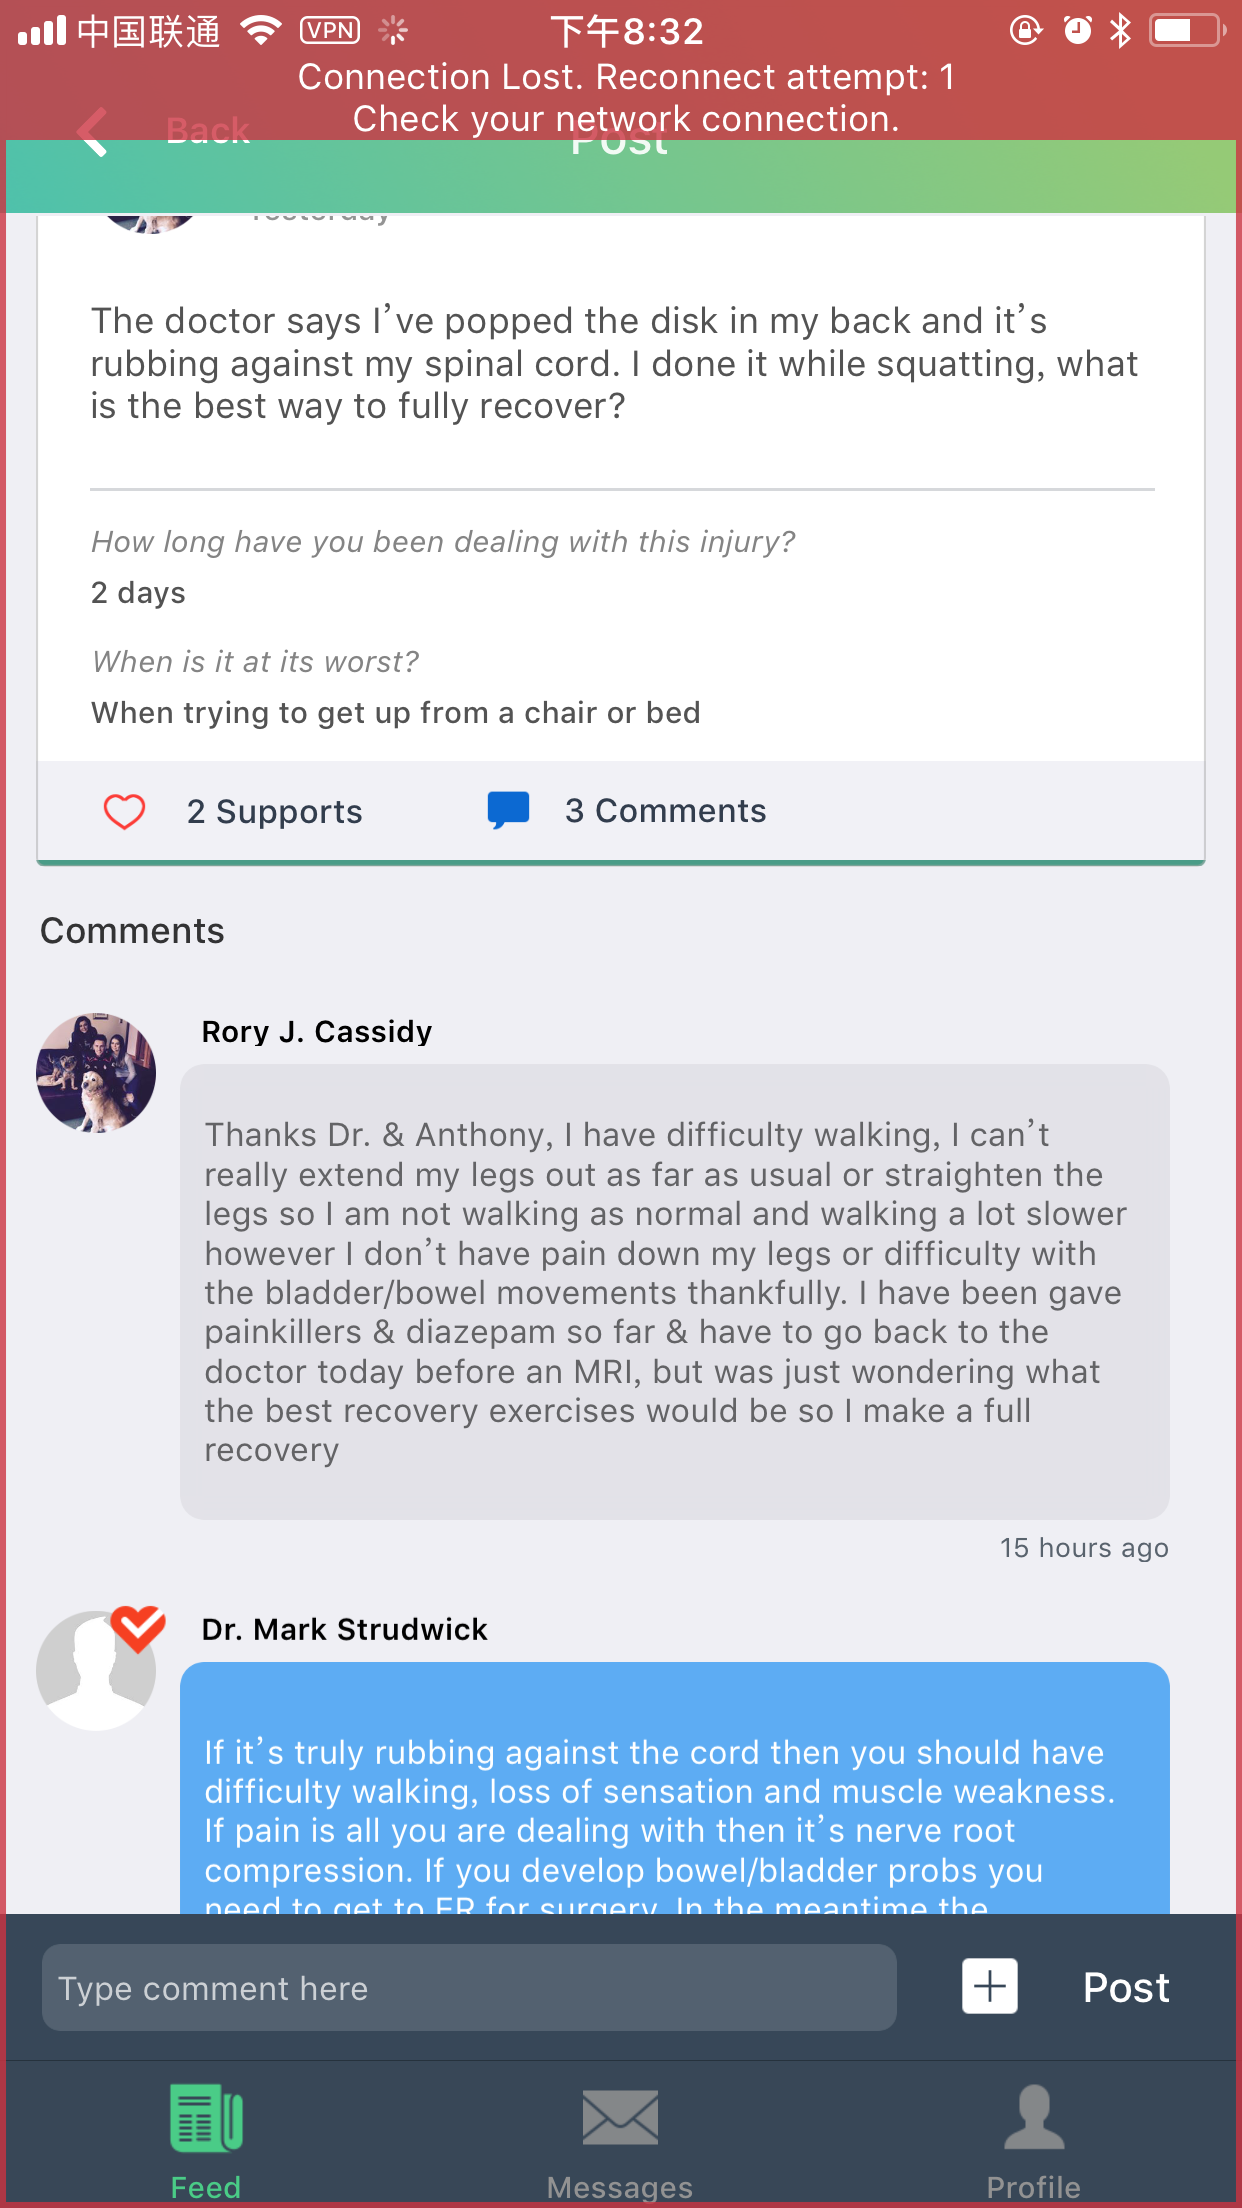 中国联通 VPN 下午8:32
Connection Lost. Reconnect attempt: 1
Check your network connection.
Back
Post
Yesterday
The doctor says I’ve popped the disk in my back and it’s
rubbing against my spinal cord. I done it while squatting, what
is the best way to fully recover?
How long have you been dealing with this injury?
2 days
When is it at its worst?
When trying to get up from a chair or bed
2 Supports
3 Comments
Comments
Rory J. Cassidy
Thanks Dr. & Anthony, I have difficulty walking, I can’t
really extend my legs out as far as usual or straighten the
legs so I am not walking as normal and walking a lot slower
however I don’t have pain down my legs or difficulty with
the bladder/bowel movements thankfully. I have been gave
painkillers & diazepam so far & have to go back to the
doctor today before an MRI, but was just wondering what
the best recovery exercises would be so I make a full
recovery
15 hours ago
Dr. Mark Strudwick
If it’s truly rubbing against the cord then you should have
difficulty walking, loss of sensation and muscle weakness.
If pain is all you are dealing with then it’s nerve root
compression. If you develop bowel/bladder probs you
need to get to ER for surgery. In the meantime the
Type comment here
Post
Feed
Messages
Profile